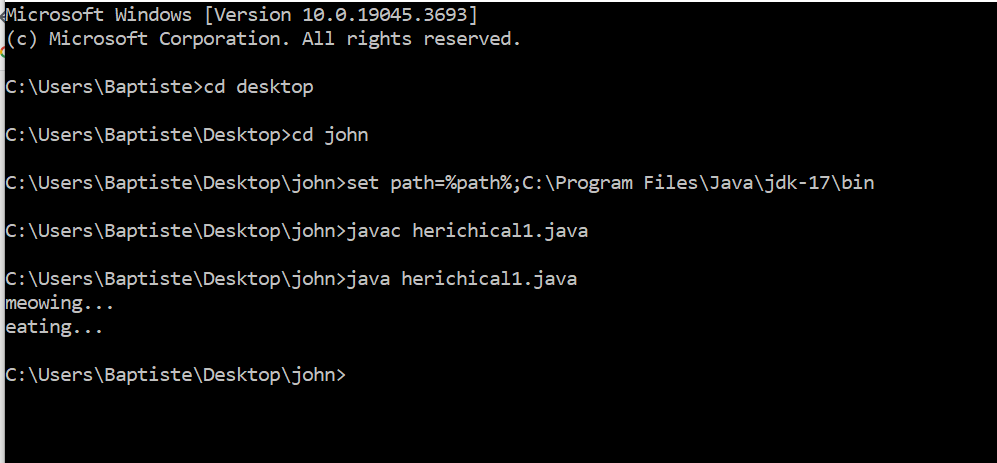 Microsoft Windows [Version 10.0.19045.3693]
(c) Microsoft Corporation. All rights reserved.
C:\Users\Baptiste>cd desktop
C:\Users\Baptiste\Desktop>cd john
C:\Users\Baptiste\Desktop\john>set path=%path%;C:\Program Files\Java\jdk-17\bin
C:\Users\Baptiste\Desktop\john>javac herichical1.java
C:\Users\Baptiste\Desktop\john>java herichical1.java
meowing...
eating...
C:\Users\Baptiste\Desktop\john>